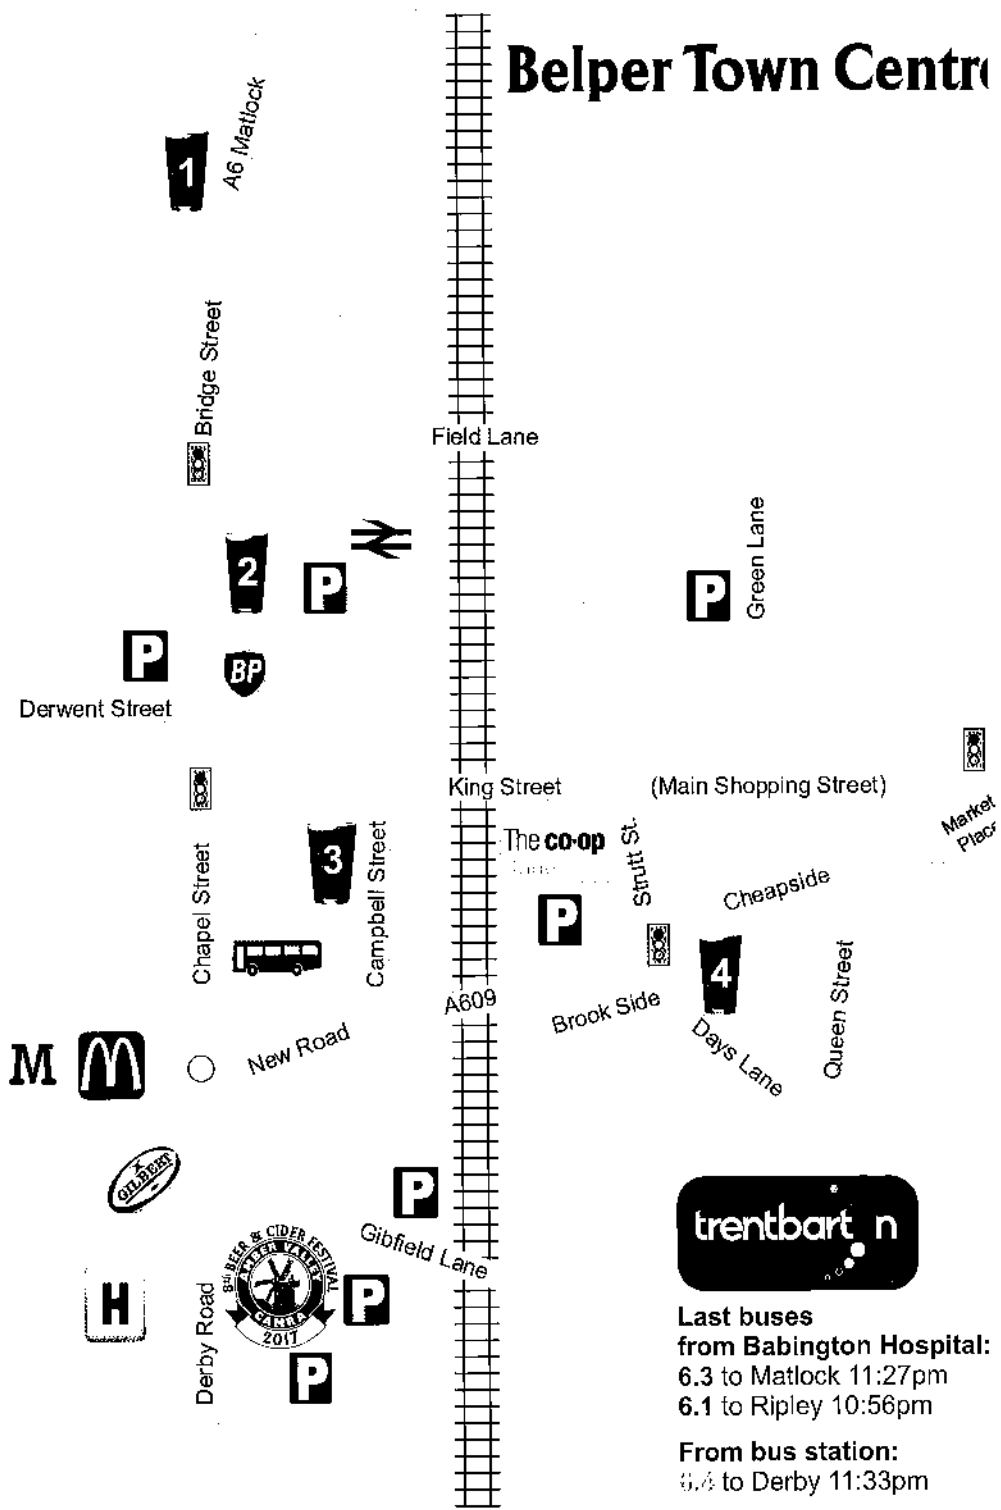 Belper Town Centr
A6 Matlock
1
Bridge Street
Field Lane
2
P
P
Green Lane
P
BP
Derwent Street
King Street
(Main Shopping Street)
Market
Place
The co-op
Strutt St.
Cheapside
3
Campbell Street
Chapel Street
P
4
Queen Street
A609
Brook Side
Days Lane
New Road
M
M
GILBERT
P
Gibfield Lane
8th BEER & CIDER FESTIVAL
AMBER VALLEY
CAMRA
2017
P
H
Derby Road
P
trentbart n
Last buses
from Babington Hospital:
6.3 to Matlock 11:27pm
6.1 to Ripley 10:56pm
From bus station:
to Derby 11:33pm